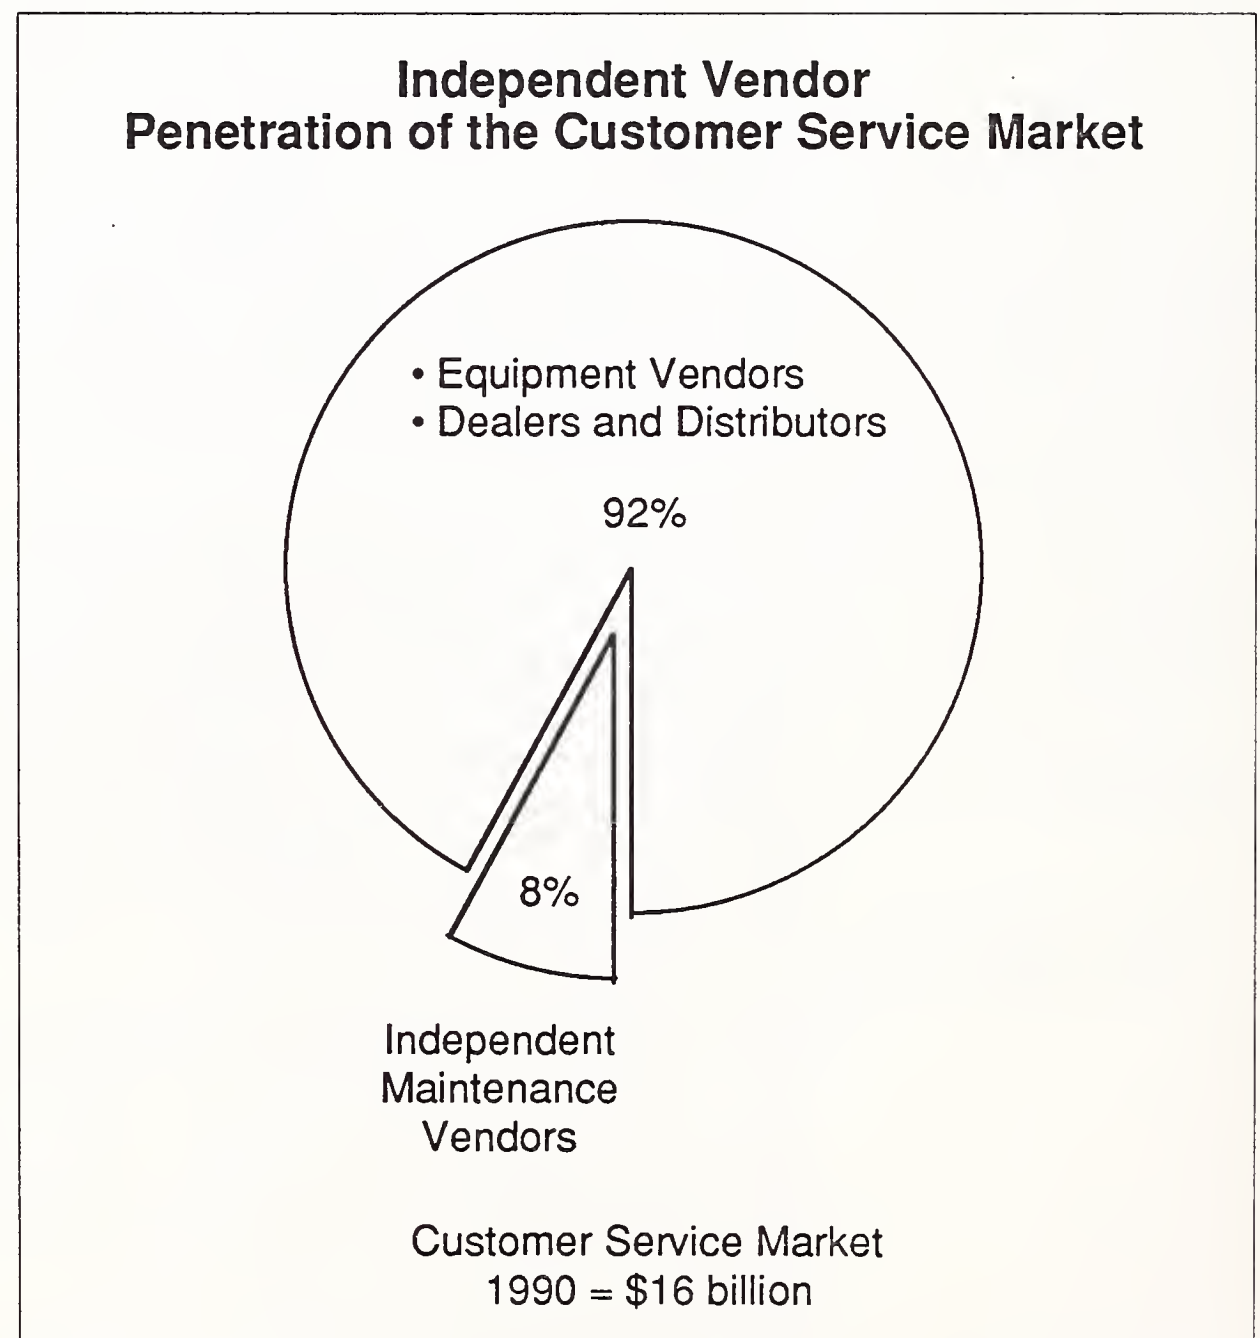 Independent Vendor
Penetration of the Customer Service Market
• Equipment Vendors
• Dealers and Distributors
92%
8%
Independent
Maintenance
Vendors
Customer Service Market
1990 = $16 billion